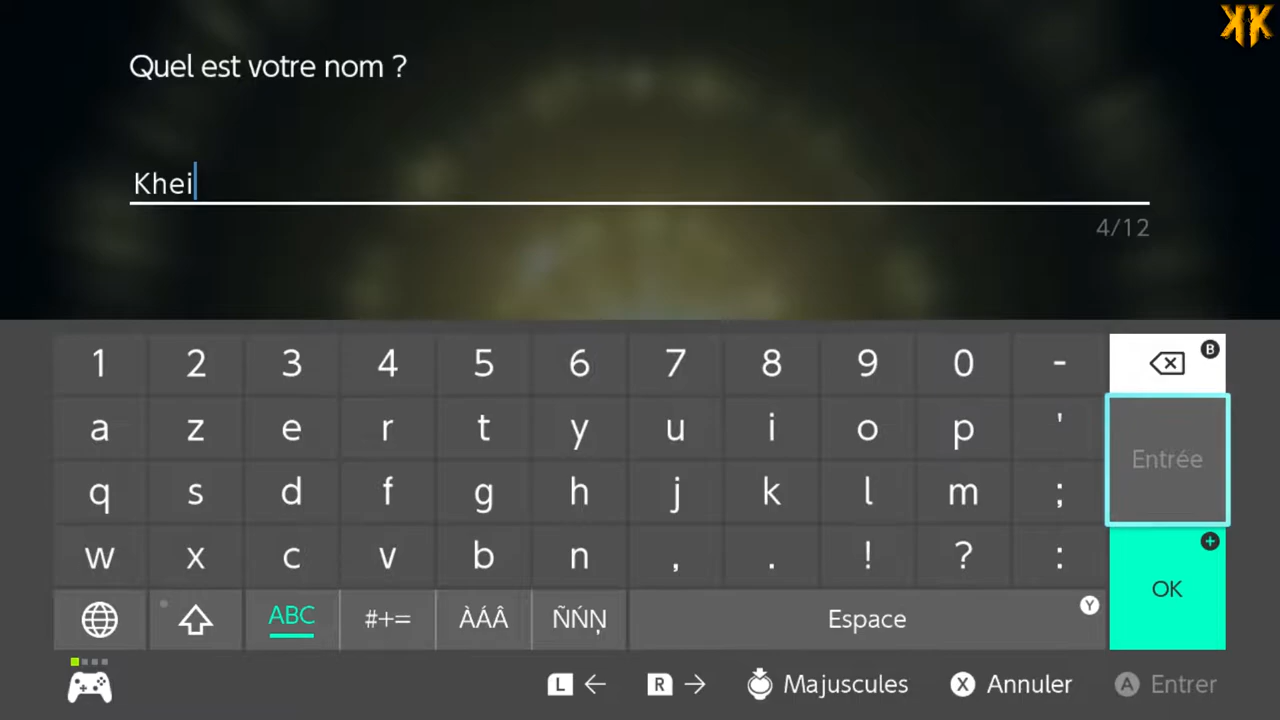 KK
Quel est votre nom ?
Khei
4/12
1 2 3 4 5 6 7 8 9 0 - B
a z e r t y u i o p '
Entrée
q s d f g h j k l m ;
w x c v b n , . ! ? :
+
OK
ABC #+= ÀÁÂ ÑŃŅ Espace Y
L ← R → Majuscules X Annuler A Entrer